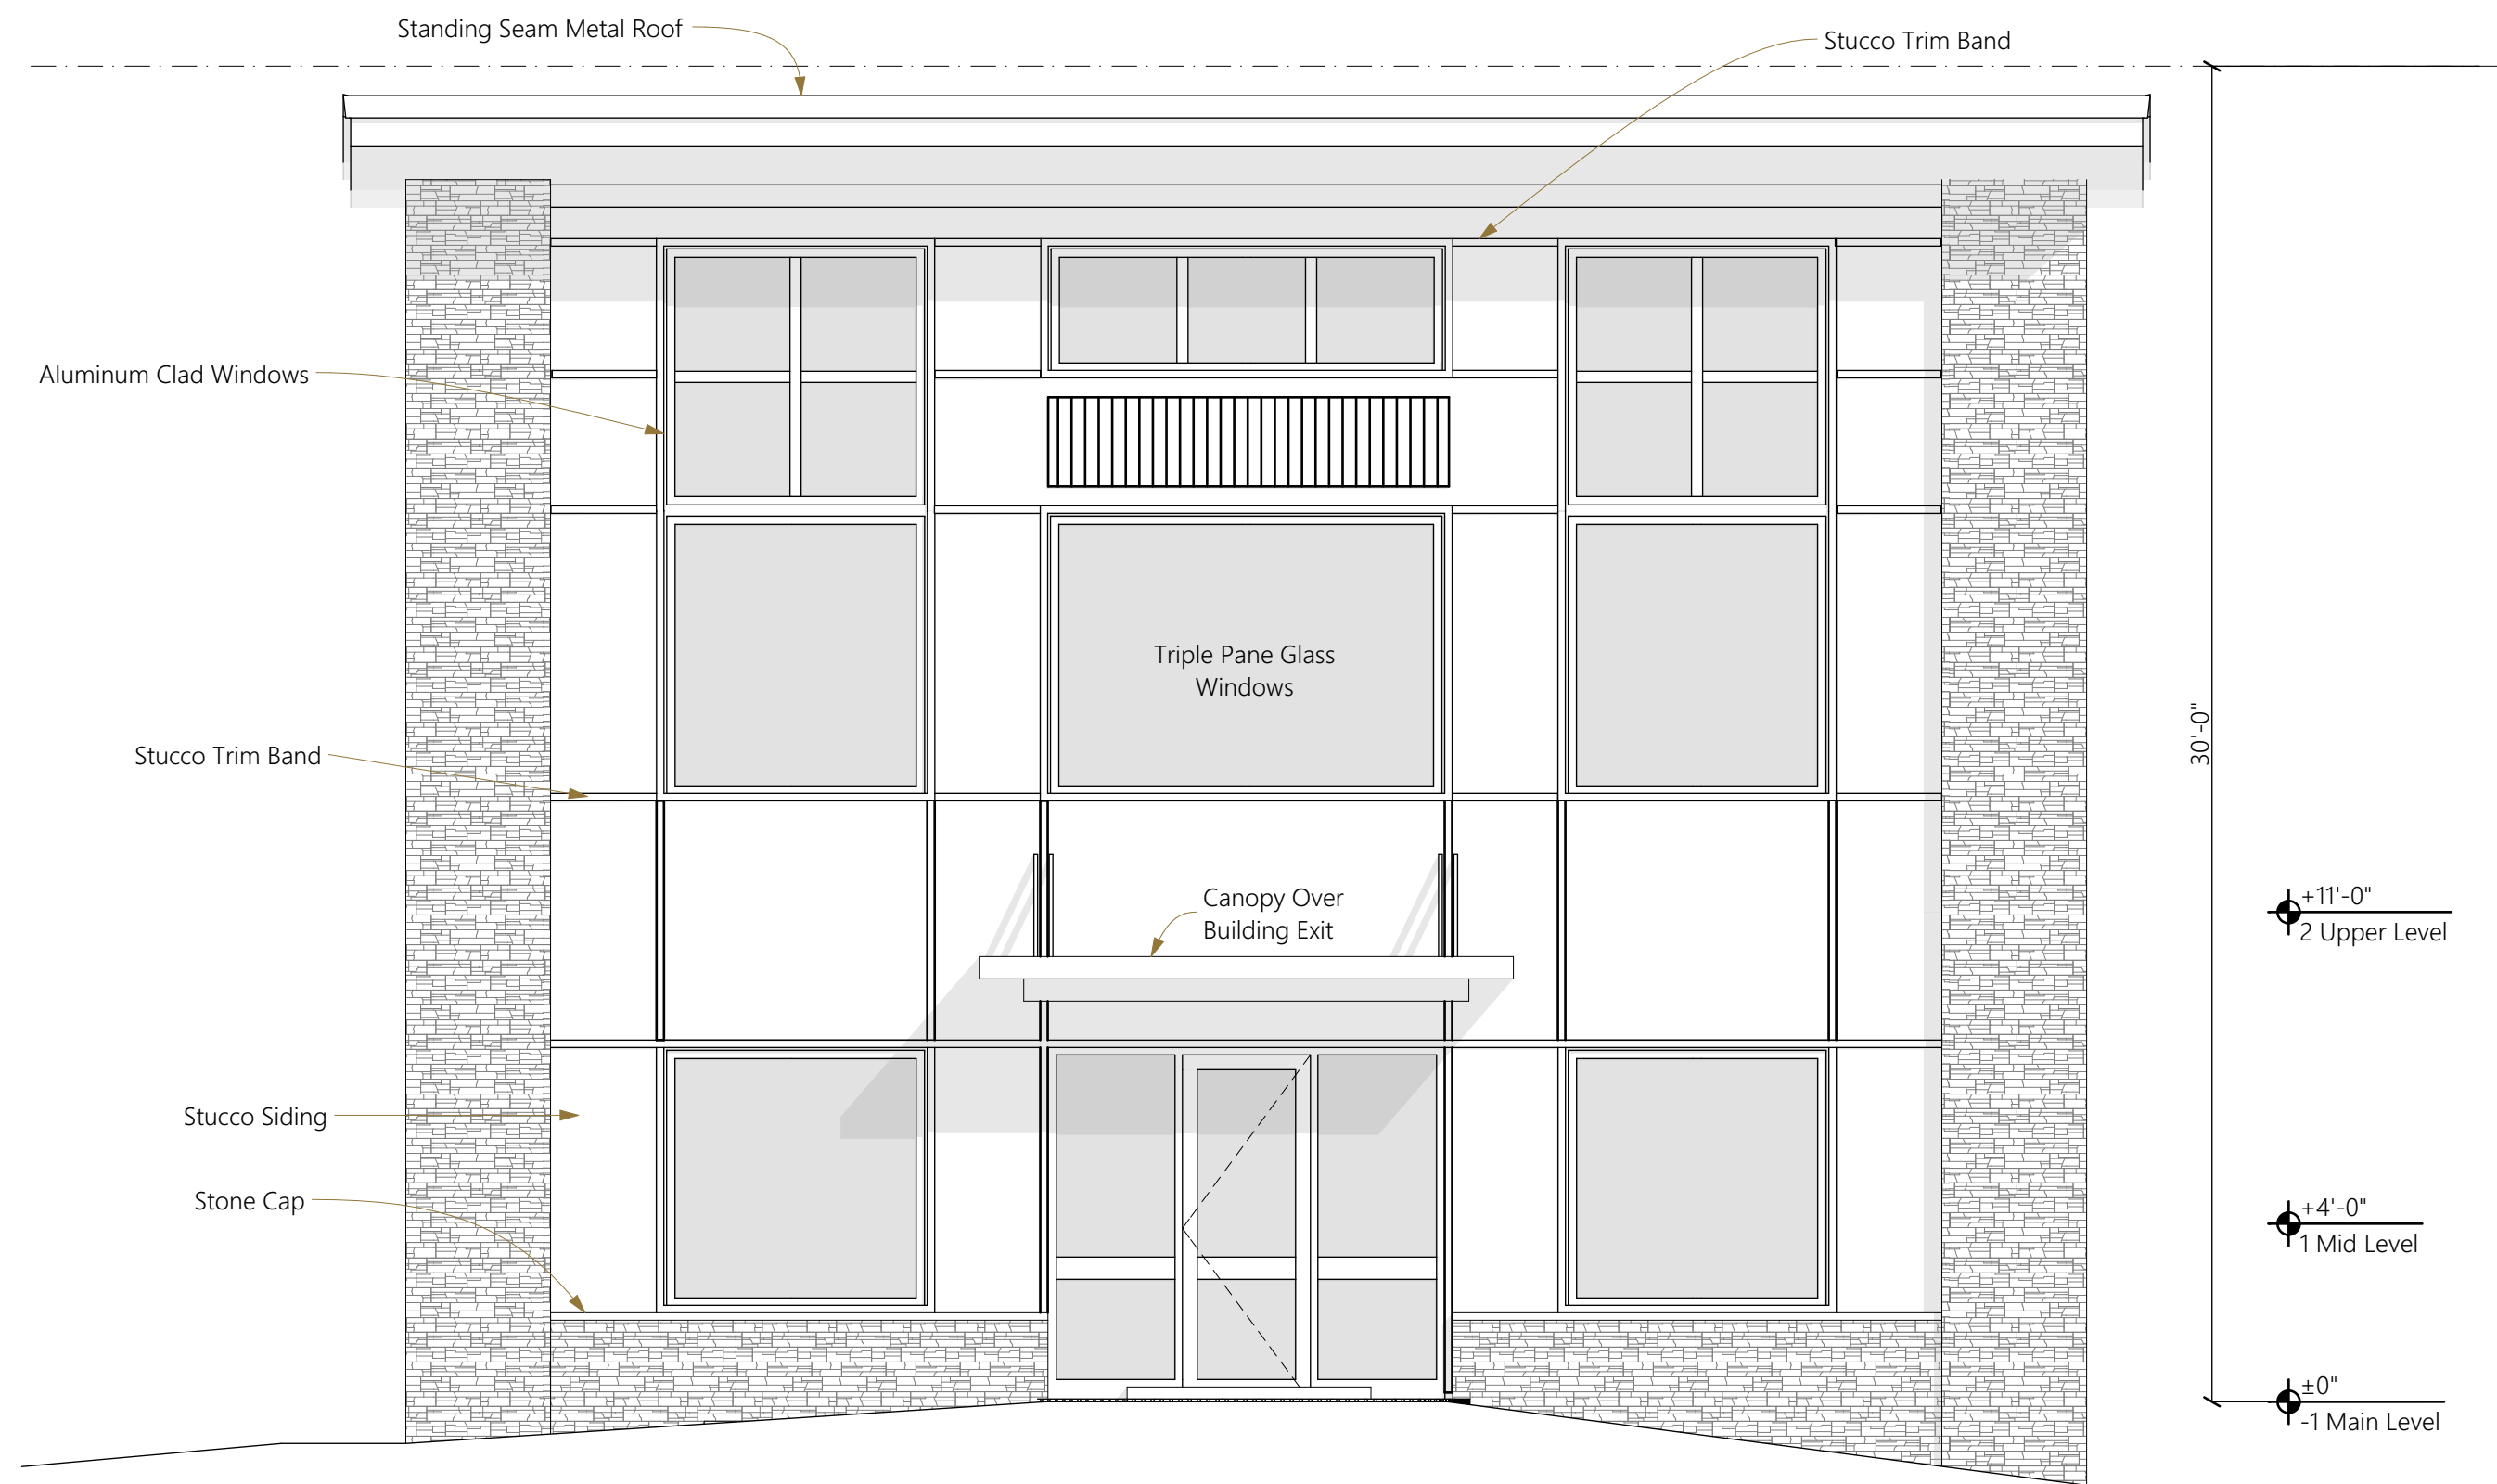 Standing Seam Metal Roof
Stucco Trim Band
Aluminum Clad Windows
Triple Pane Glass
Windows
30'-0"
Stucco Trim Band
Canopy Over
Building Exit
+11'-0"
2 Upper Level
Stucco Siding
Stone Cap
+4'-0"
1 Mid Level
±0"
-1 Main Level